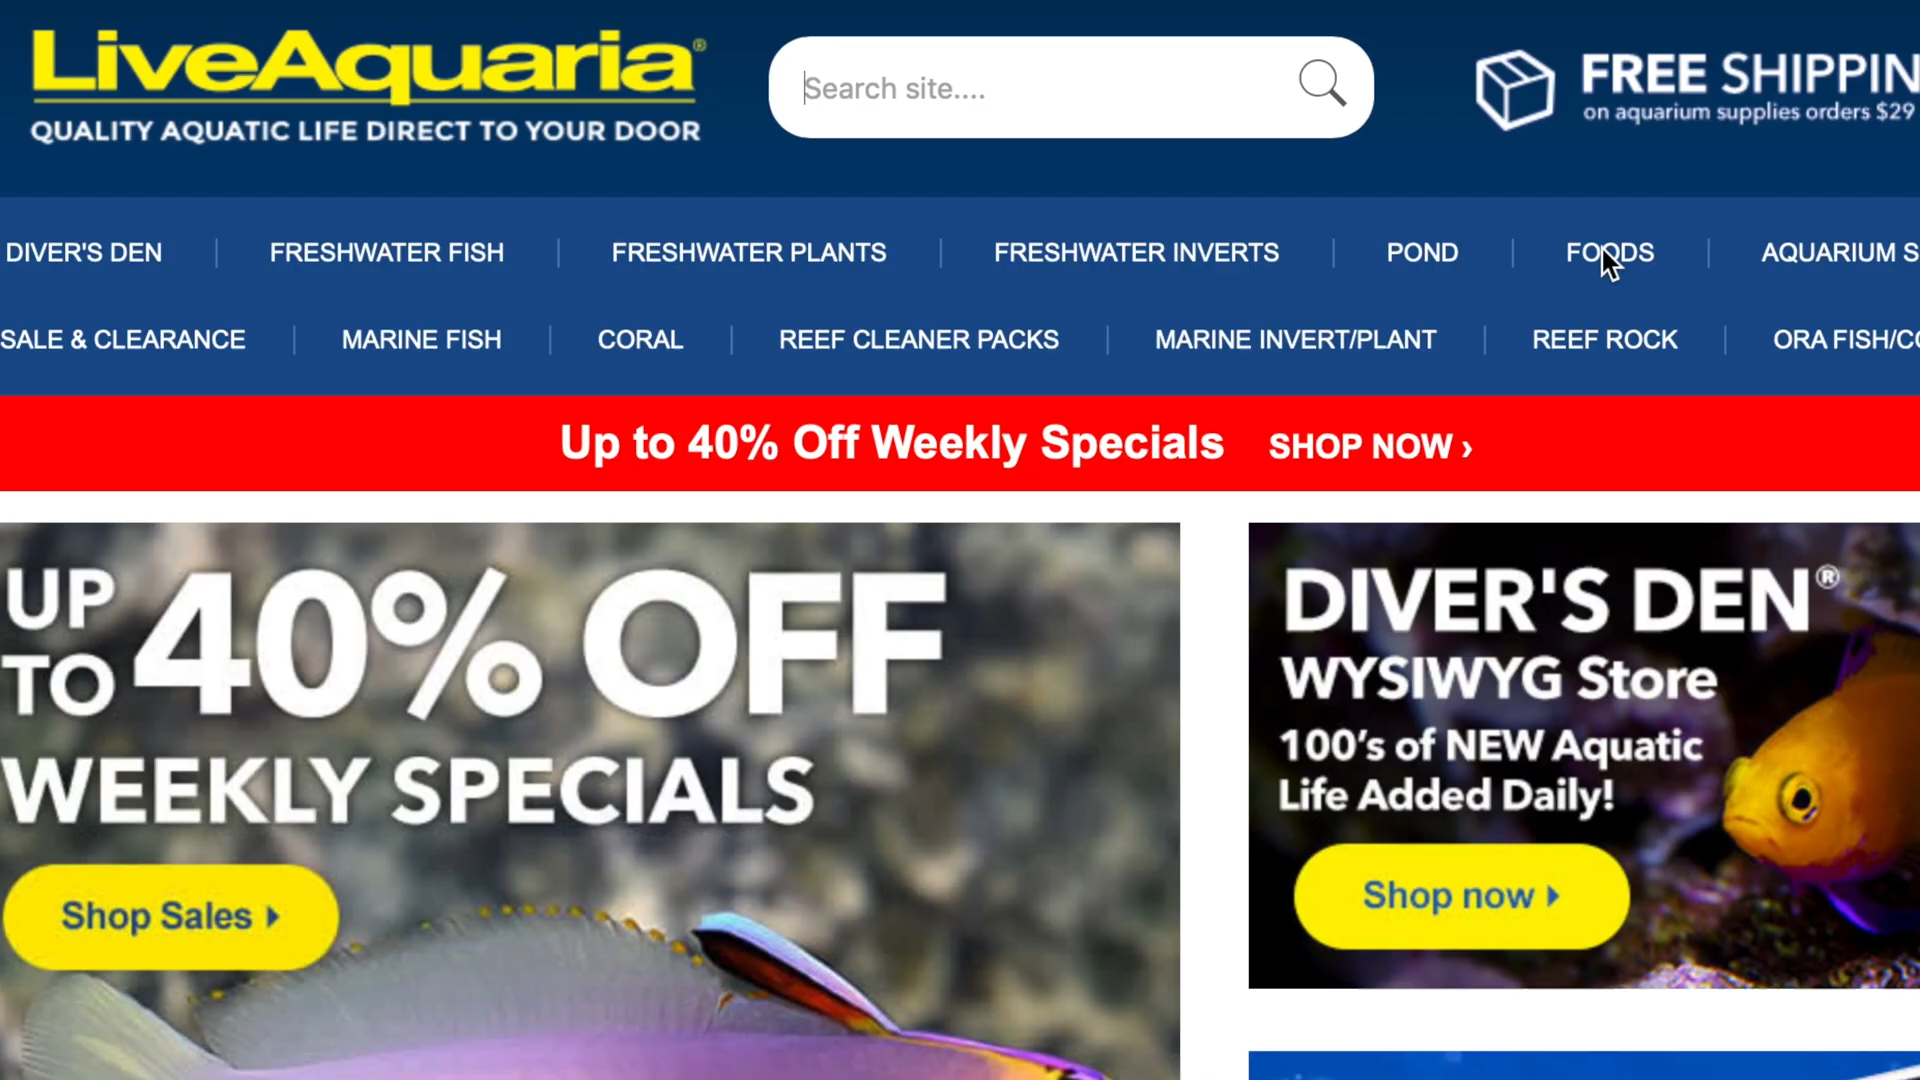 LiveAquaria®
QUALITY AQUATIC LIFE DIRECT TO YOUR DOOR
Search site....
FREE SHIPPIN
on aquarium supplies orders $29
DIVER'S DEN
FRESHWATER FISH
FRESHWATER PLANTS
FRESHWATER INVERTS
POND
FOODS
AQUARIUM S
SALE & CLEARANCE
MARINE FISH
CORAL
REEF CLEANER PACKS
MARINE INVERT/PLANT
REEF ROCK
ORA FISH/CO
Up to 40% Off Weekly Specials SHOP NOW ›
UP TO 40% OFF
WEEKLY SPECIALS
Shop Sales
DIVER'S DEN®
WYSIWYG Store
100's of NEW Aquatic
Life Added Daily!
Shop now